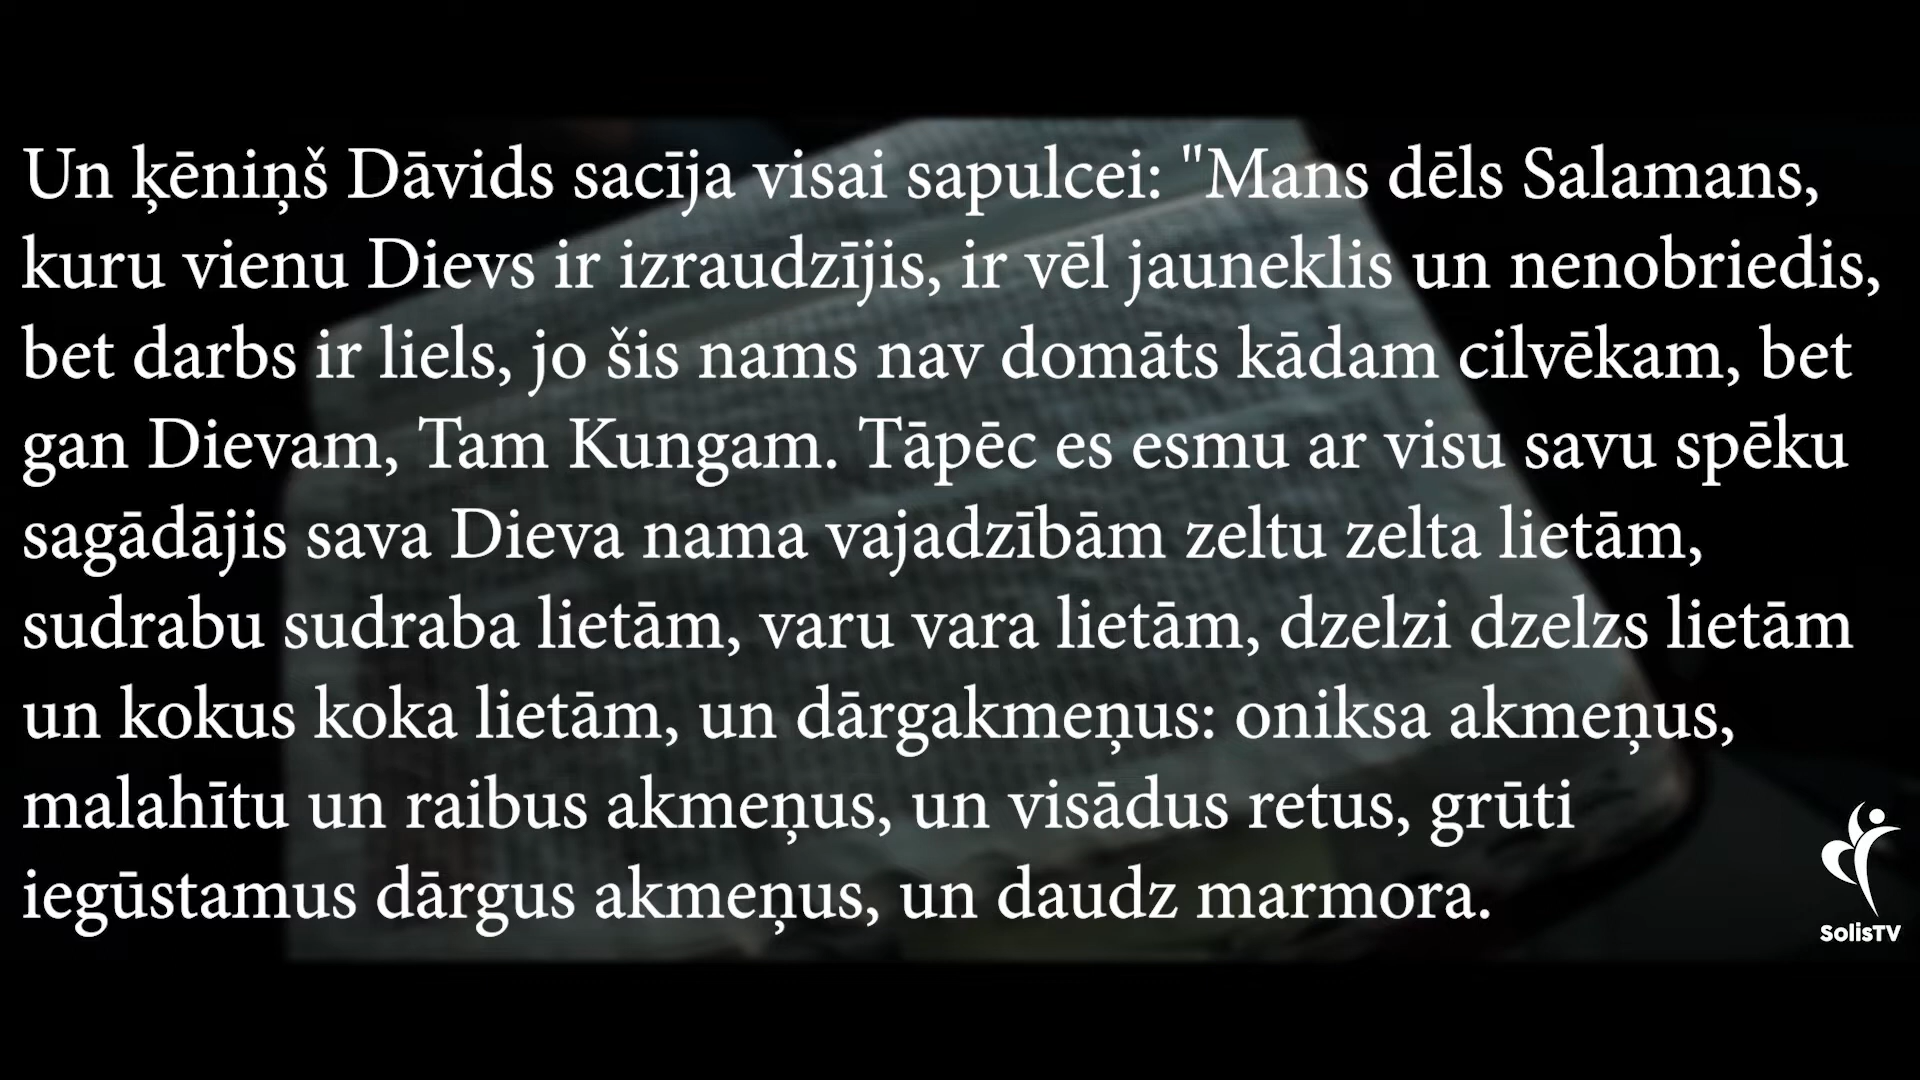 Un ķēniņš Dāvids sacīja visai sapulcei: "Mans dēls Salamans,
kuru vienu Dievs ir izraudzījis, ir vēl jauneklis un nenobriedis,
bet darbs ir liels, jo šis nams nav domāts kādam cilvēkam, bet
gan Dievam, Tam Kungam. Tāpēc es esmu ar visu savu spēku
sagādājis sava Dieva nama vajadzībām zeltu zelta lietām,
sudrabu sudraba lietām, varu vara lietām, dzelzi dzelzs lietām
un kokus koka lietām, un dārgakmeņus: oniksa akmeņus,
malahītu un raibus akmeņus, un visādus retus, grūti
iegūstamus dārgus akmeņus, un daudz marmora.
SolisTV